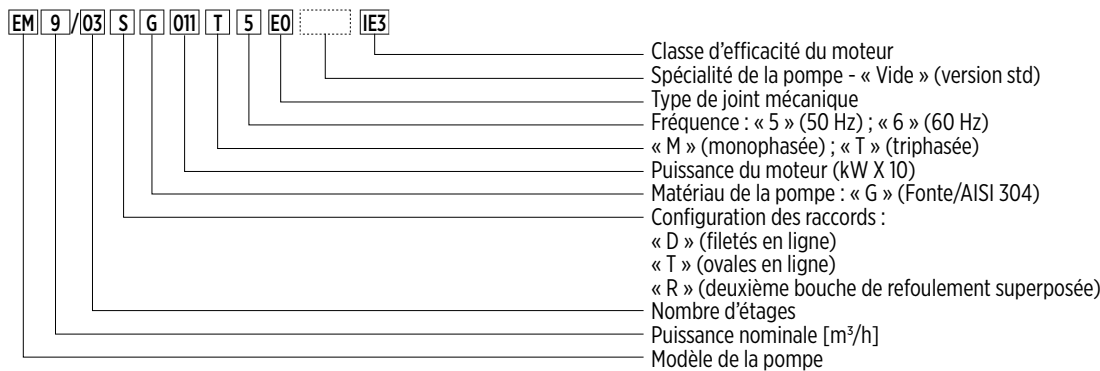 EM 9 / 03 S G 011 T 5 E0 IE3
Classe d'efficacité du moteur
Spécialité de la pompe - « Vide » (version std)
Type de joint mécanique
Fréquence : « 5 » (50 Hz) ; « 6 » (60 Hz)
« M » (monophasée) ; « T » (triphasée)
Puissance du moteur (kW X 10)
Matériau de la pompe : « G » (Fonte/AISI 304)
Configuration des raccords :
« D » (filetés en ligne)
« T » (ovales en ligne)
« R » (deuxième bouche de refoulement superposée)
Nombre d'étages
Puissance nominale [m³/h]
Modèle de la pompe